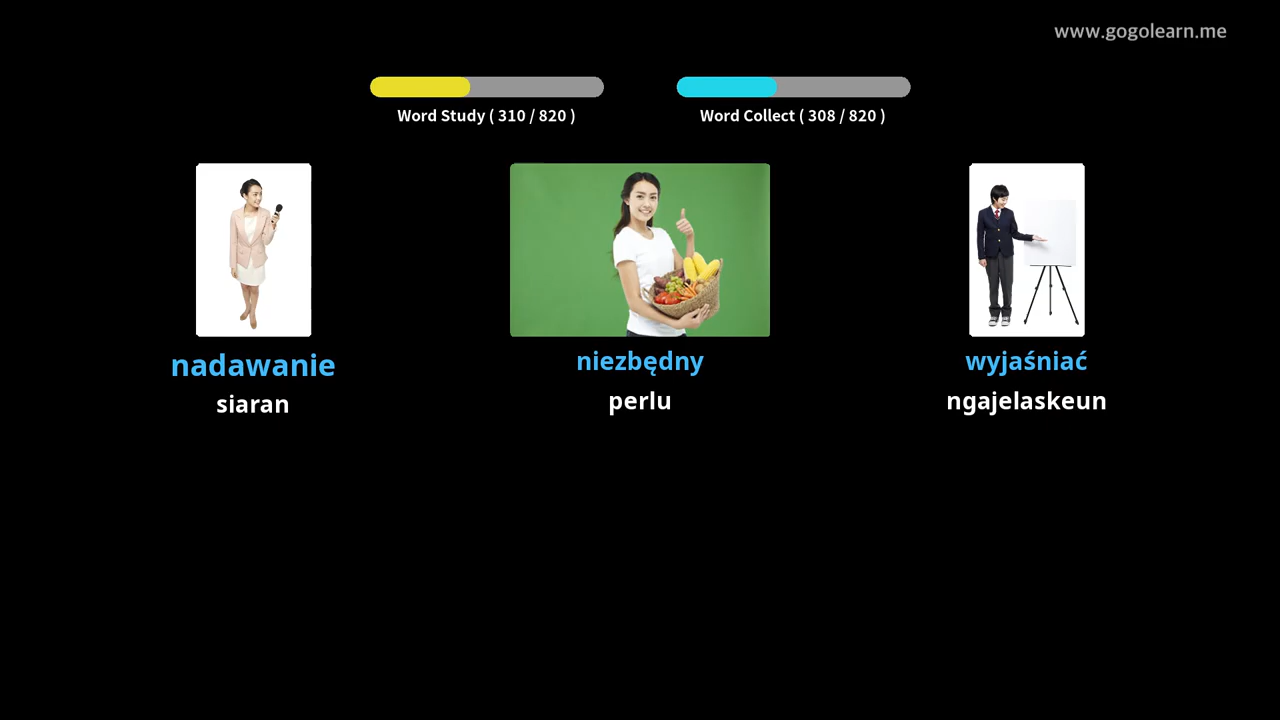 www.gogolearn.me
Word Study ( 310 / 820 )
Word Collect ( 308 / 820 )
nadawanie
siaran
niezbędny
perlu
wyjaśniać
ngajelaskeun